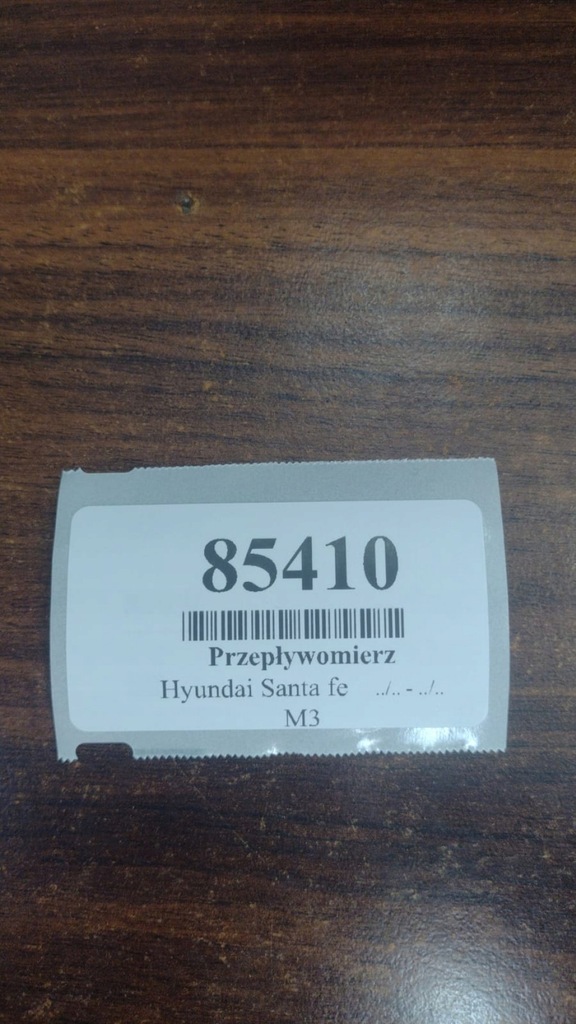 85410
Przepływomierz
Hyundai Santa fe ../.. - ../..
M3